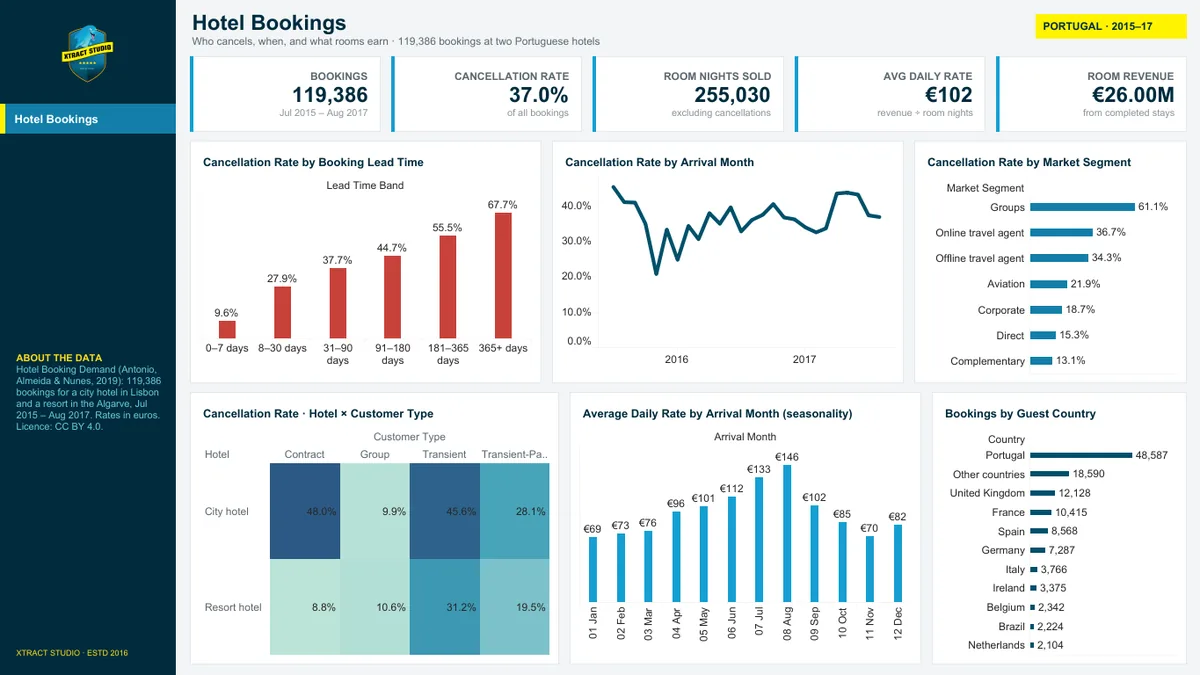 XTRACT STUDIO
Hotel Bookings
ABOUT THE DATA
Hotel Booking Demand (Antonio,
Almeida & Nunes, 2019): 119,386
bookings for a city hotel in Lisbon
and a resort in the Algarve, Jul
2015 – Aug 2017. Rates in euros.
Licence: CC BY 4.0.
XTRACT STUDIO · ESTD 2016
Hotel Bookings
Who cancels, when, and what rooms earn · 119,386 bookings at two Portuguese hotels
PORTUGAL · 2015–17
BOOKINGS
119,386
Jul 2015 – Aug 2017
CANCELLATION RATE
37.0%
of all bookings
ROOM NIGHTS SOLD
255,030
excluding cancellations
AVG DAILY RATE
€102
revenue ÷ room nights
ROOM REVENUE
€26.00M
from completed stays
Cancellation Rate by Booking Lead Time
Lead Time Band
9.6%
27.9%
37.7%
44.7%
55.5%
67.7%
0–7 days
8–30 days
31–90 days
91–180 days
181–365 days
365+ days
Cancellation Rate by Arrival Month
40.0%
30.0%
20.0%
10.0%
0.0%
2016
2017
Cancellation Rate by Market Segment
Market Segment
Groups 61.1%
Online travel agent 36.7%
Offline travel agent 34.3%
Aviation 21.9%
Corporate 18.7%
Direct 15.3%
Complementary 13.1%
Cancellation Rate · Hotel × Customer Type
Customer Type
Hotel Contract Group Transient Transient-Pa..
City hotel 46.0% 9.9% 45.6% 28.1%
Resort hotel 8.8% 10.6% 31.2% 19.5%
Average Daily Rate by Arrival Month (seasonality)
Arrival Month
€69
€73
€76
€96
€101
€112
€133
€146
€102
€85
€70
€82
01 Jan
02 Feb
03 Mar
04 Apr
05 May
06 Jun
07 Jul
08 Aug
09 Sep
10 Oct
11 Nov
12 Dec
Bookings by Guest Country
Country
Portugal 48,587
Other countries 18,590
United Kingdom 12,128
France 10,415
Spain 8,568
Germany 7,287
Italy 3,766
Ireland 3,375
Belgium 2,342
Brazil 2,224
Netherlands 2,104